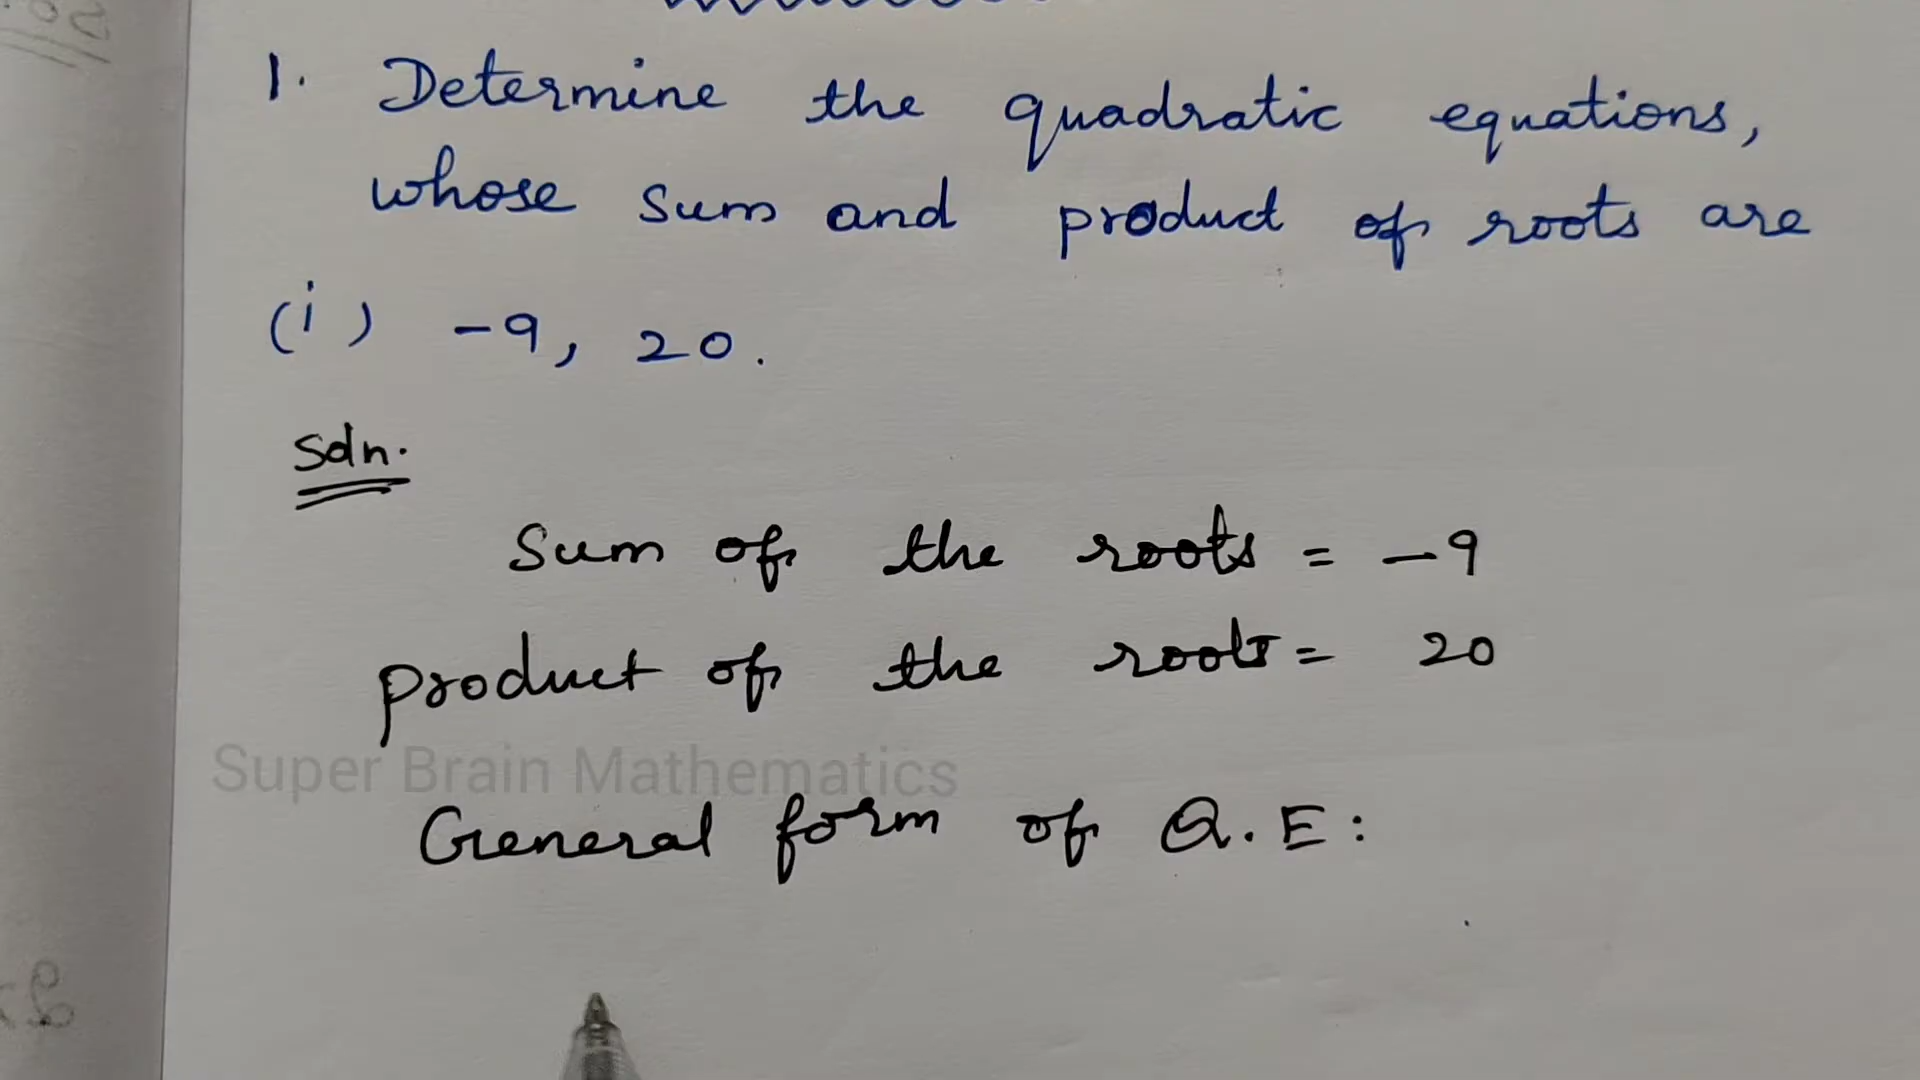 1. Determine the quadratic equations,
whose sum and product of roots are
(i) -9, 20.
Soln.
Sum of the roots = -9
product of the roots = 20
Super Brain Mathematics
General form of Q.E: